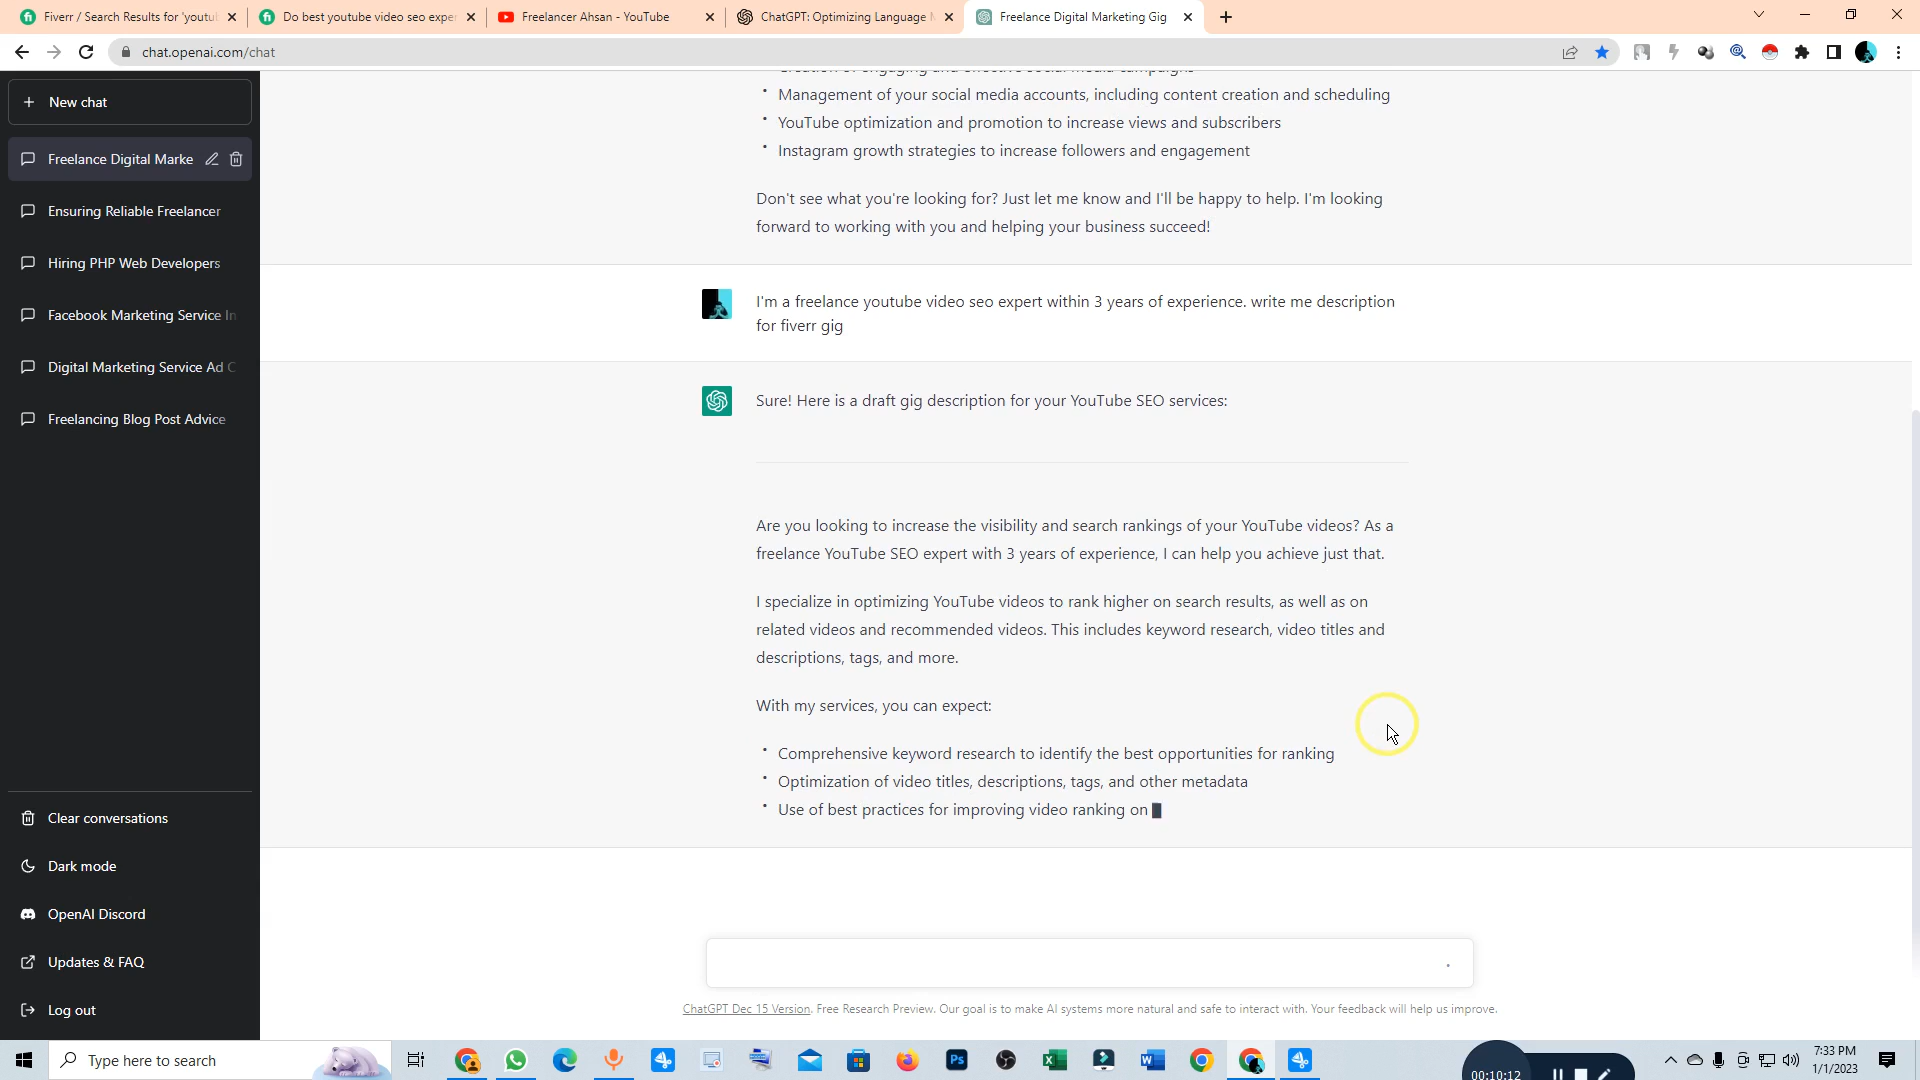 Fiverr / Search Results for 'youtu
Do best youtube video seo exper
Freelancer Ahsan - YouTube
ChatGPT: Optimizing Language
Freelance Digital Marketing Gig
chat.openai.com/chat
New chat
Freelance Digital Marke
Ensuring Reliable Freelancer
Hiring PHP Web Developers
Facebook Marketing Service In
Digital Marketing Service Ad C
Freelancing Blog Post Advice
Clear conversations
Dark mode
OpenAI Discord
Updates & FAQ
Log out
Creation of engaging and effective social media campaigns
• Management of your social media accounts, including content creation and scheduling
• YouTube optimization and promotion to increase views and subscribers
• Instagram growth strategies to increase followers and engagement
Don't see what you're looking for? Just let me know and I'll be happy to help. I'm looking
forward to working with you and helping your business succeed!
I'm a freelance youtube video seo expert within 3 years of experience. write me description
for fiverr gig
Sure! Here is a draft gig description for your YouTube SEO services:
Are you looking to increase the visibility and search rankings of your YouTube videos? As a
freelance YouTube SEO expert with 3 years of experience, I can help you achieve just that.
I specialize in optimizing YouTube videos to rank higher on search results, as well as on
related videos and recommended videos. This includes keyword research, video titles and
descriptions, tags, and more.
With my services, you can expect:
• Comprehensive keyword research to identify the best opportunities for ranking
• Optimization of video titles, descriptions, tags, and other metadata
• Use of best practices for improving video ranking on
ChatGPT Dec 15 Version. Free Research Preview. Our goal is to make AI systems more natural and safe to interact with. Your feedback will help us improve.
Type here to search
Ps
00:10:12
7:33 PM
1/1/2023